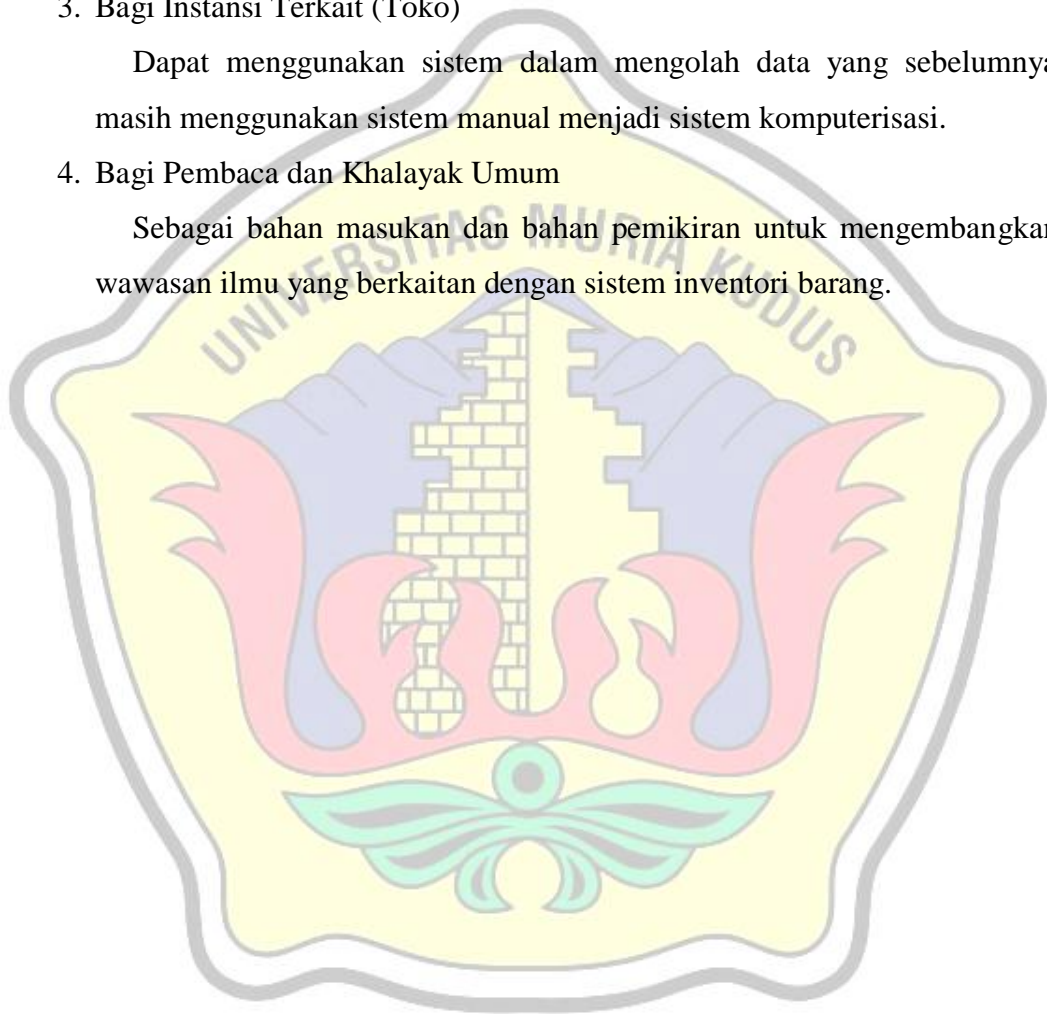 3. Bagi Instansi Terkait (Toko)
Dapat menggunakan sistem dalam mengolah data yang sebelumnya
masih menggunakan sistem manual menjadi sistem komputerisasi.
4. Bagi Pembaca dan Khalayak Umum
Sebagai bahan masukan dan bahan pemikiran untuk mengembangkan
wawasan ilmu yang berkaitan dengan sistem inventori barang.
UNIVERSITAS MURIA KUDUS